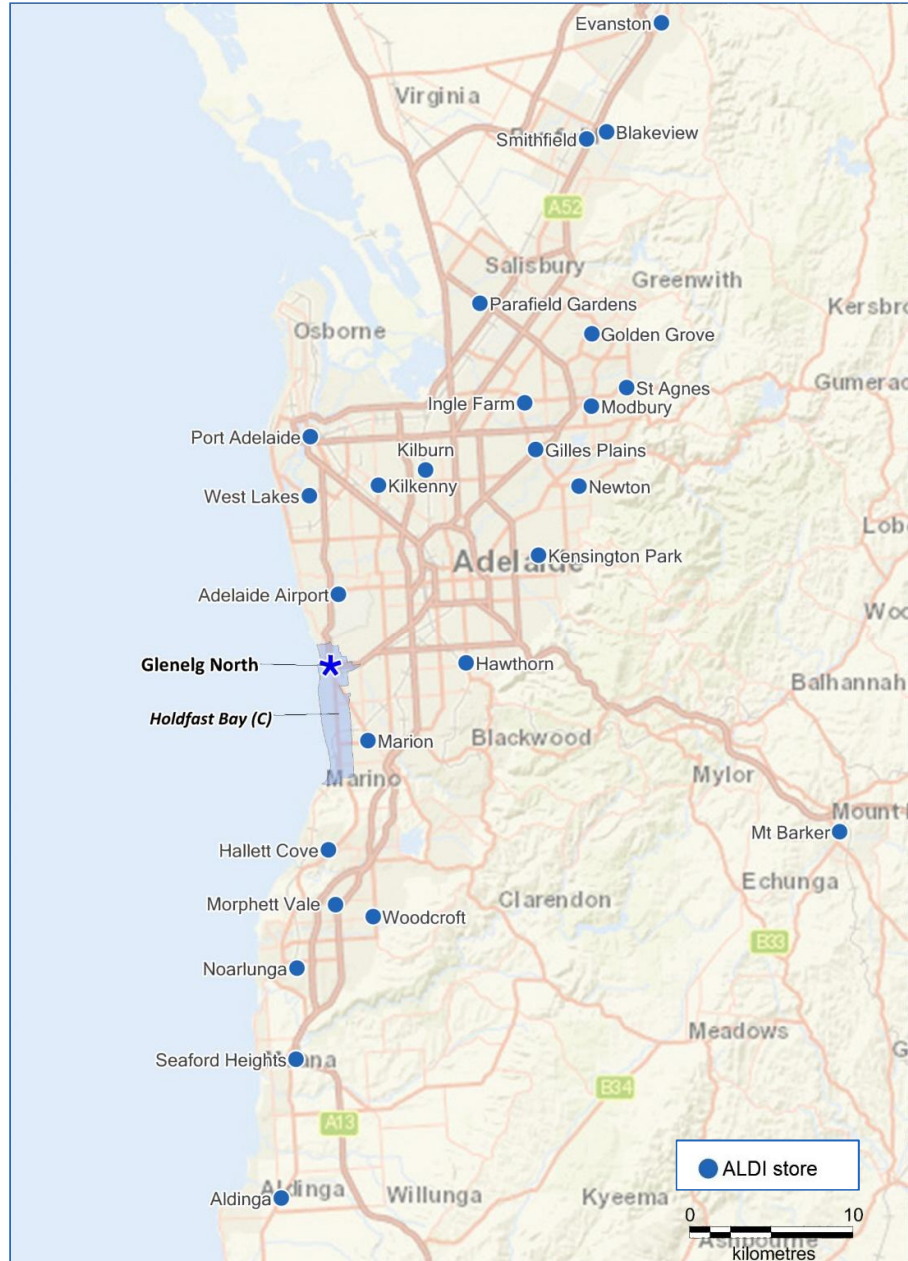 Evanston
Virginia
Smithfield
Blakeview
A52
Salisbury
Greenwith
Parafield Gardens
Kersbro
Osborne
Golden Grove
St Agnes
Gumerac
Ingle Farm
Modbury
Port Adelaide
Kilburn
Gilles Plains
Kilkenny
Newton
West Lakes
Lobe
Adelaide
Kensington Park
Adelaide Airport
Woo
Glenelg North
Hawthorn
Balhannah
Holdfast Bay (C)
Marion
Blackwood
Marino
Mylor
Mount
Mt Barker
Hallett Cove
Echunga
Morphett Vale
Clarendon
Woodcroft
B33
Noarlunga
Meadows
G
Seaford Heights
B34
A13
ALDI store
Aldinga
Aldinga
Willunga
Kyeema
0 10
Ashbourne
kilometres